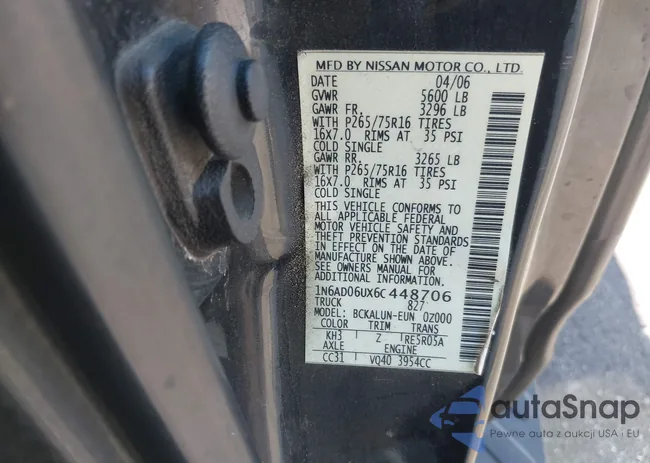 MFD BY NISSAN MOTOR CO., LTD.
DATE 04/06
GVWR 5600 LB
GAWR FR, 3296 LB
WITH P265/75R16 TIRES
16X7.0 RIMS AT 35 PSI
COLD SINGLE
GAWR RR. 3265 LB
WITH P265/75R16 TIRES
16X7.0 RIMS AT 35 PSI
COLD SINGLE
THIS VEHICLE CONFORMS TO
ALL APPLICABLE FEDERAL
MOTOR VEHICLE SAFETY AND
THEFT PREVENTION STANDARDS
IN EFFECT ON THE DATE OF
MANUFACTURE SHOWN ABOVE.
SEE OWNERS MANUAL FOR
ADDITIONAL INFORMATION.
1N6AD06UX6C448706
TRUCK 827
MODEL: BCKALUN-EUN 0Z000
COLOR TRIM TRANS
KH3 Z RE5R05A
AXLE ENGINE
CC31 VQ40 3954CC
autaSnap
Pewne auta z aukcji USA i EU